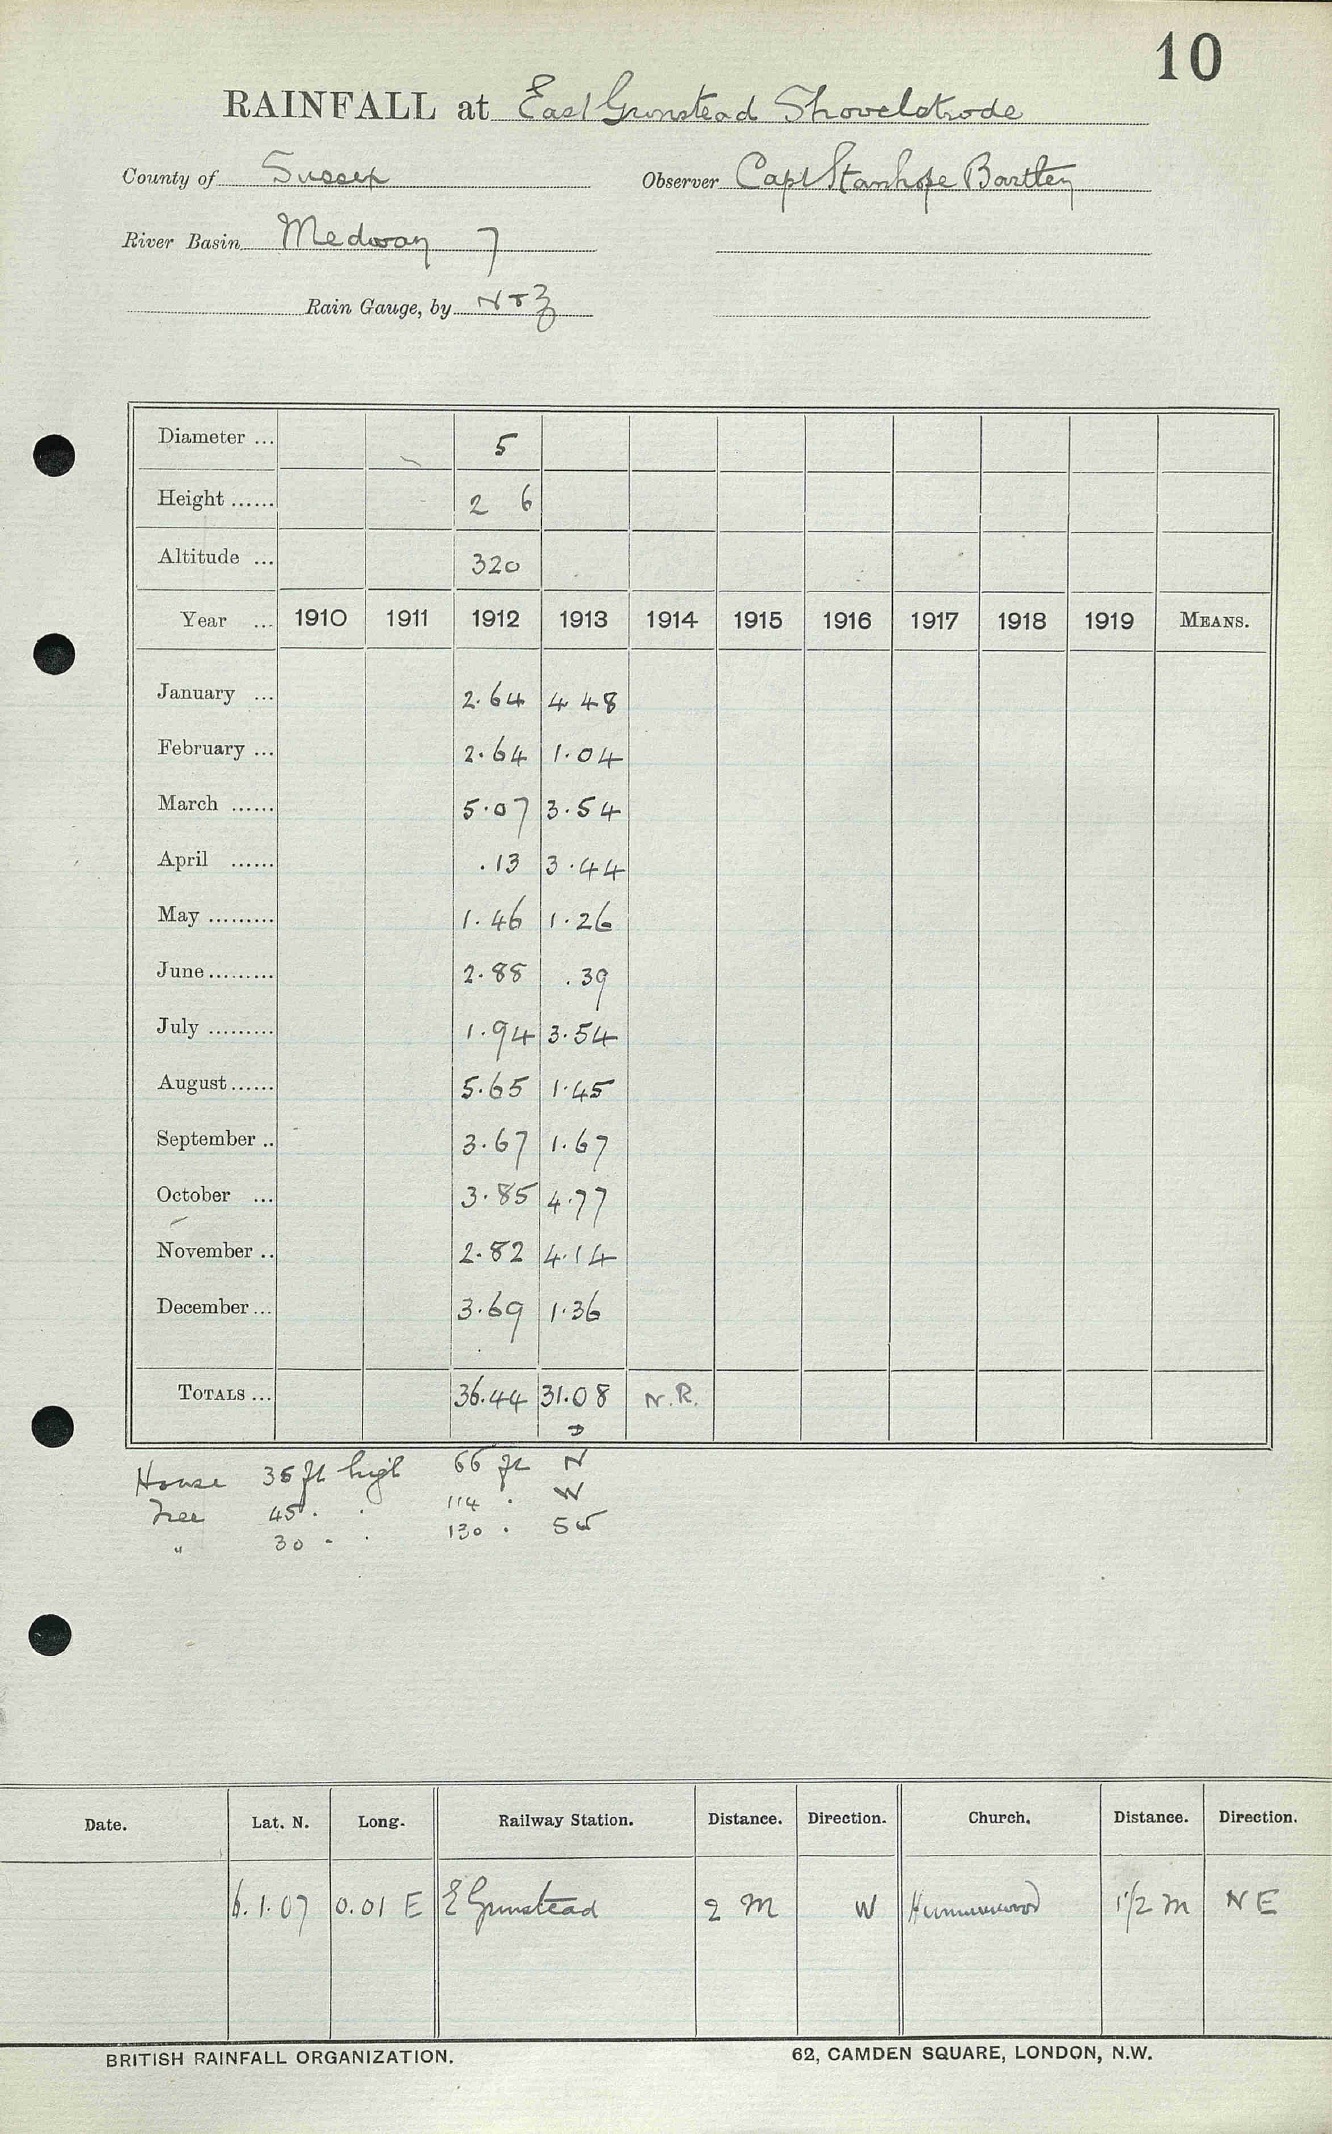 10
RAINFALL at East Grinstead Shovelstrode
County of Sussex Observer Capt Stanhope Bartley
River Basin Medway 7
Rain Gauge, by N & Z
Diameter ... 5
Height ...... 2 6
Altitude ... 320
Year ... 1910 1911 1912 1913 1914 1915 1916 1917 1918 1919 MEANS.
January ... 2.64 4 48
February ... 2.64 1.04
March ...... 5.07 3.54
April ...... .13 3.44
May ......... 1.46 1.26
June ......... 2.88 .39
July ......... 1.94 3.54
August ...... 5.65 1.45
September .. 3.67 1.67
October ... 3.85 4.77
November .. 2.82 4.14
December ... 3.69 1.36
TOTALS ... 36.44 31.08 N.R.
House 35 ft high 66 ft N
Tree 45 . . 114 . W
" 30 . . 130 . SW
Date. Lat. N. Long. Railway Station. Distance. Direction. Church. Distance. Direction.
6.1.07 0.01 E E Grinstead 2 M W Hammerwood 1 1/2 M N E
BRITISH RAINFALL ORGANIZATION. 62, CAMDEN SQUARE, LONDON, N.W.